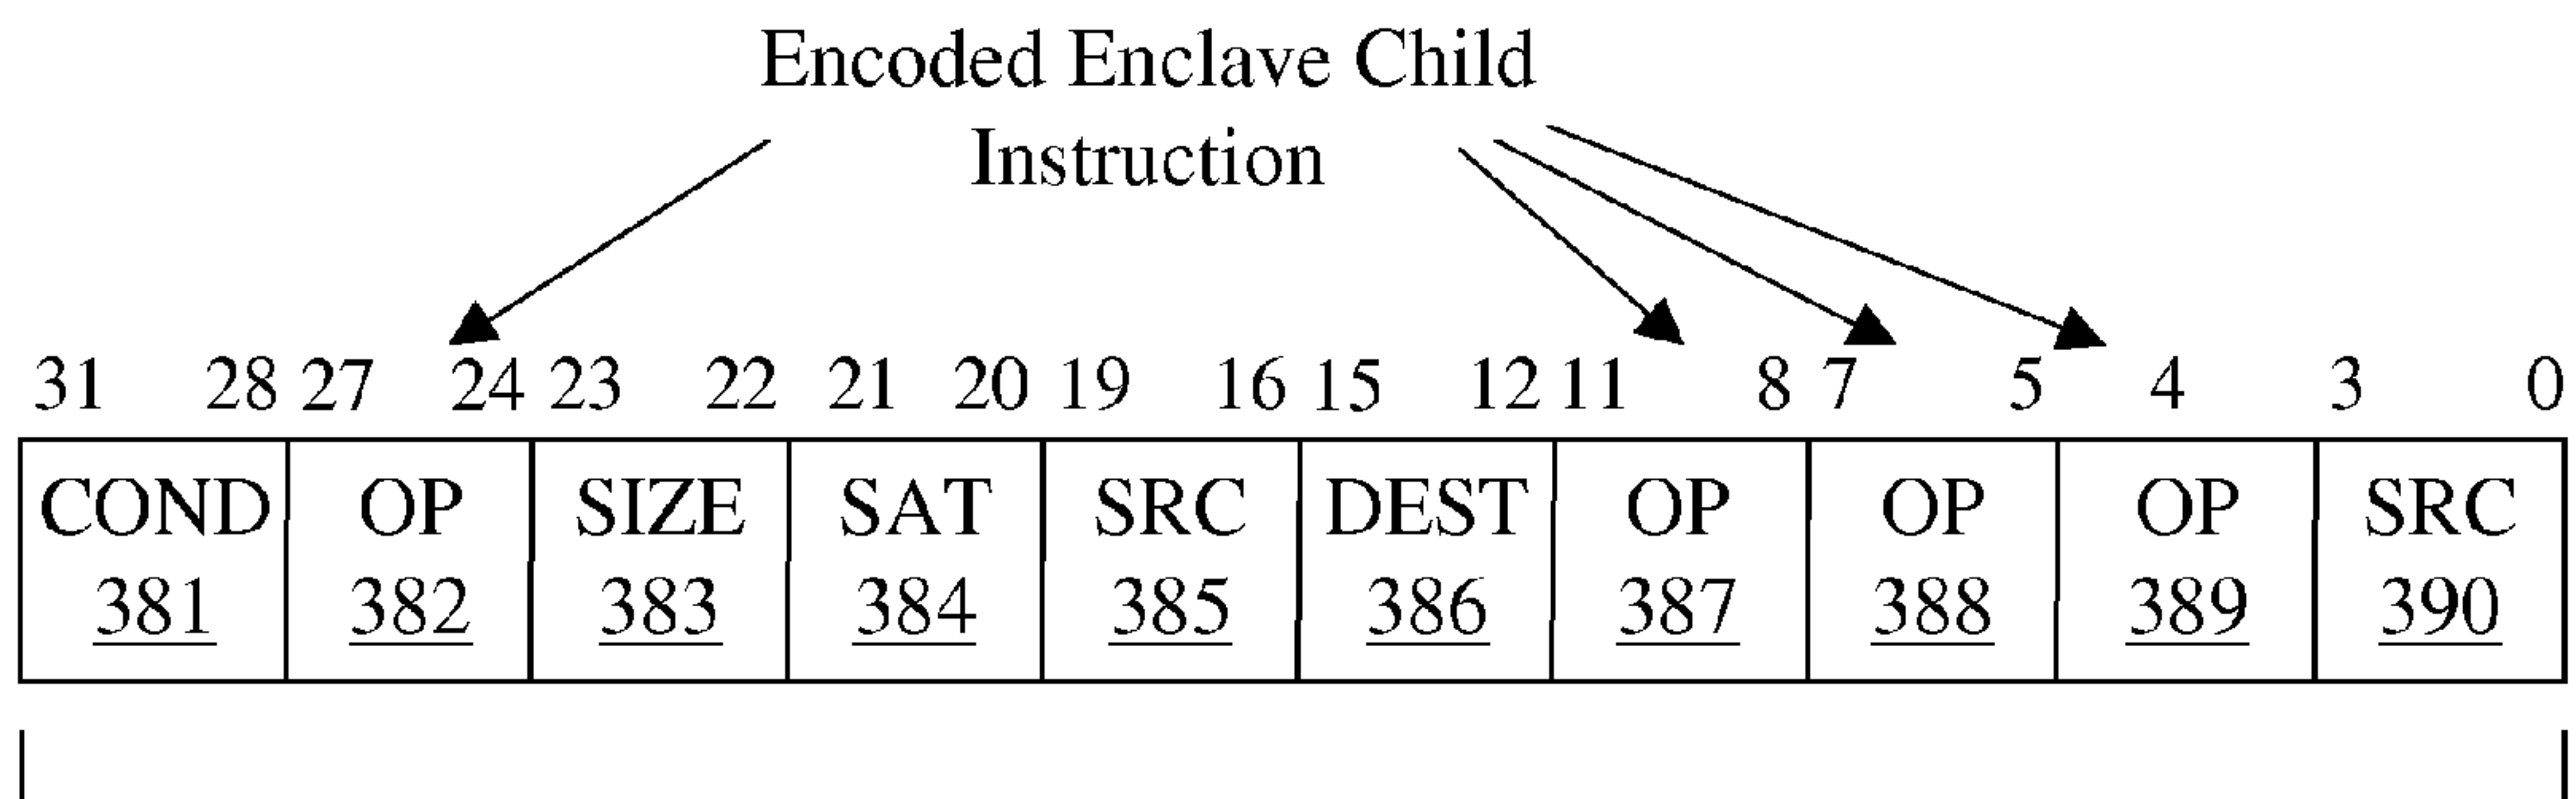 Encoded Enclave Child
Instruction
31 28 27 24 23 22 21 20 19 16 15 12 11 8 7 5 4 3 0
COND OP SIZE SAT SRC DEST OP OP OP SRC
381 382 383 384 385 386 387 388 389 390